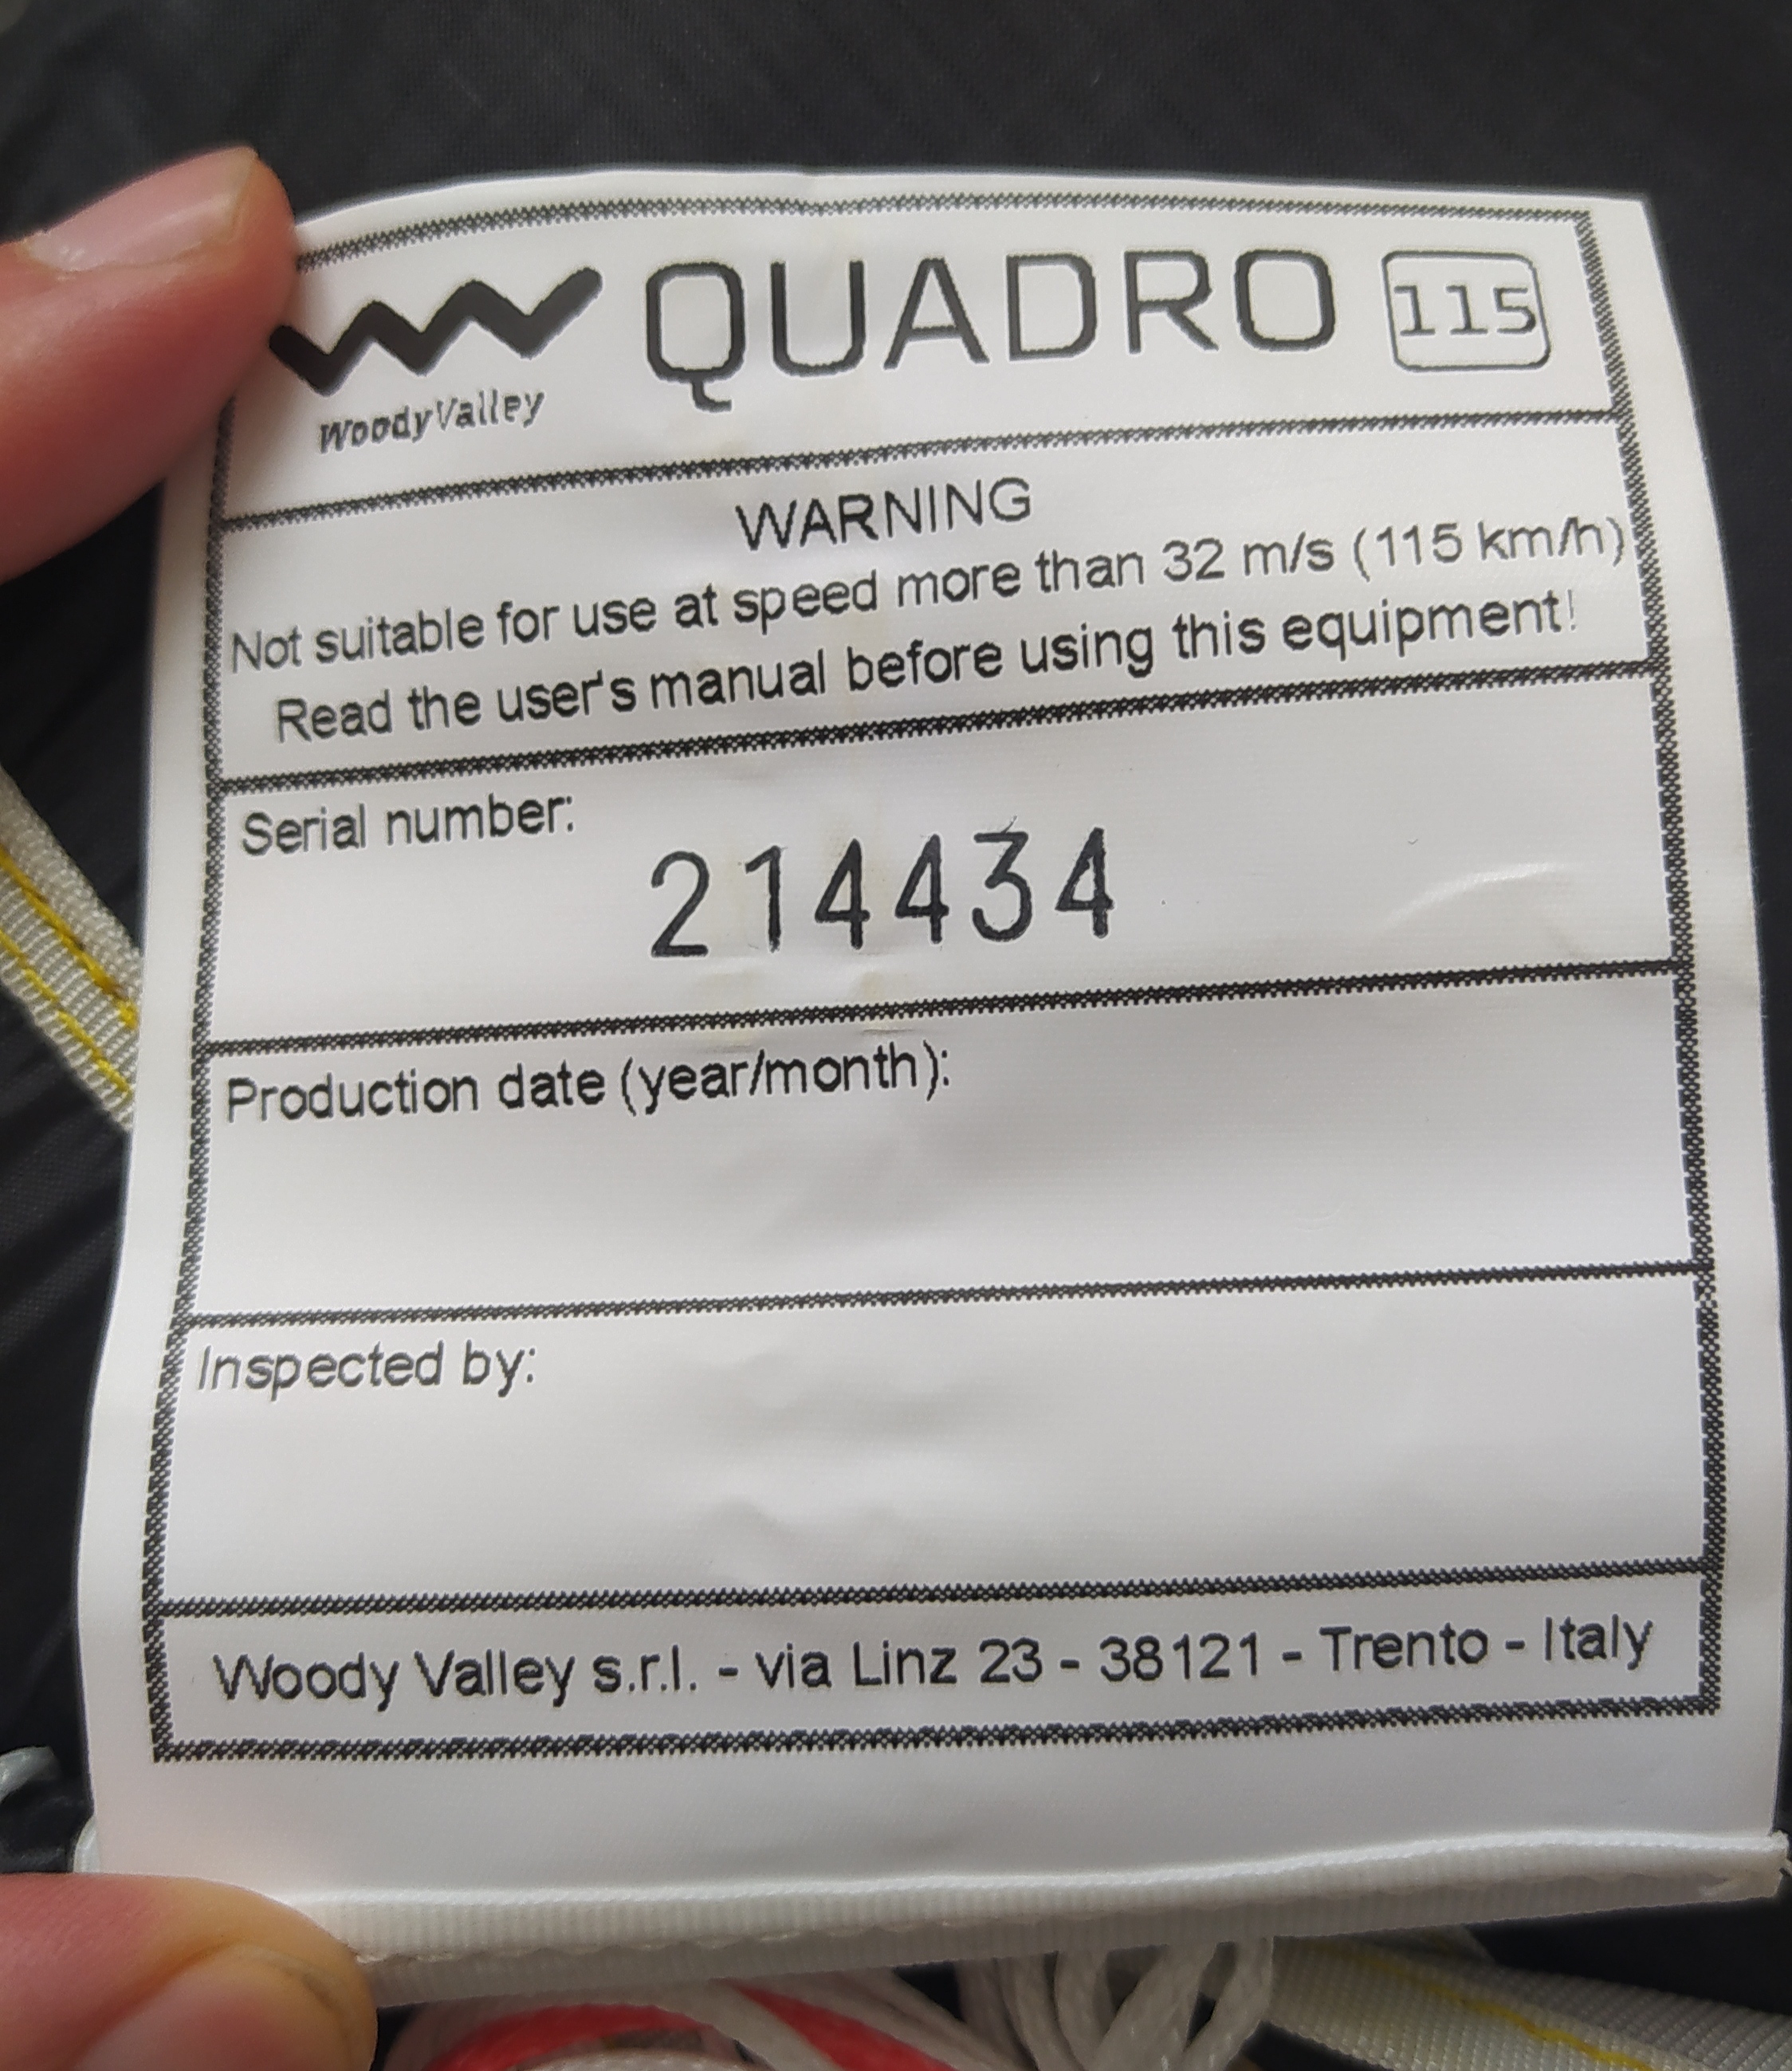 QUADRO 115
WoodyValley
WARNING
Not suitable for use at speed more than 32 m/s (115 km/h)
Read the user's manual before using this equipment!
Serial number:
214434
Production date (year/month):
Inspected by:
Woody Valley s.r.l. - via Linz 23 - 38121 - Trento - Italy